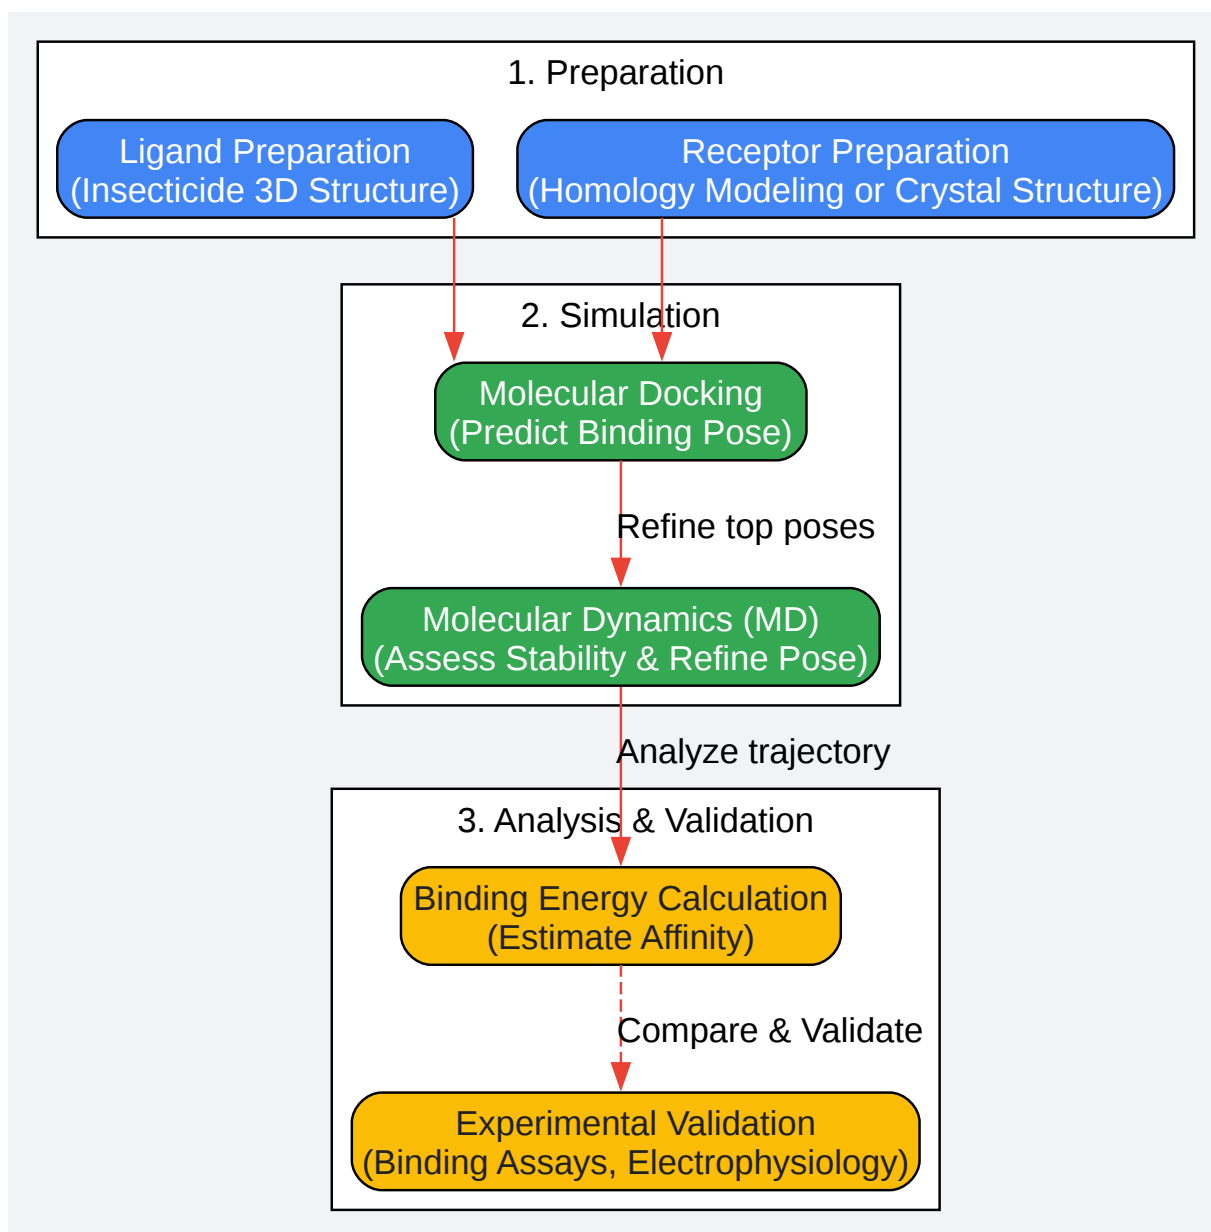 1. Preparation
Ligand Preparation
(Insecticide 3D Structure)
Receptor Preparation
(Homology Modeling or Crystal Structure)
2. Simulation
Molecular Docking
(Predict Binding Pose)
Refine top poses
Molecular Dynamics (MD)
(Assess Stability & Refine Pose)
Analyze trajectory
3. Analysis & Validation
Binding Energy Calculation
(Estimate Affinity)
Compare & Validate
Experimental Validation
(Binding Assays, Electrophysiology)